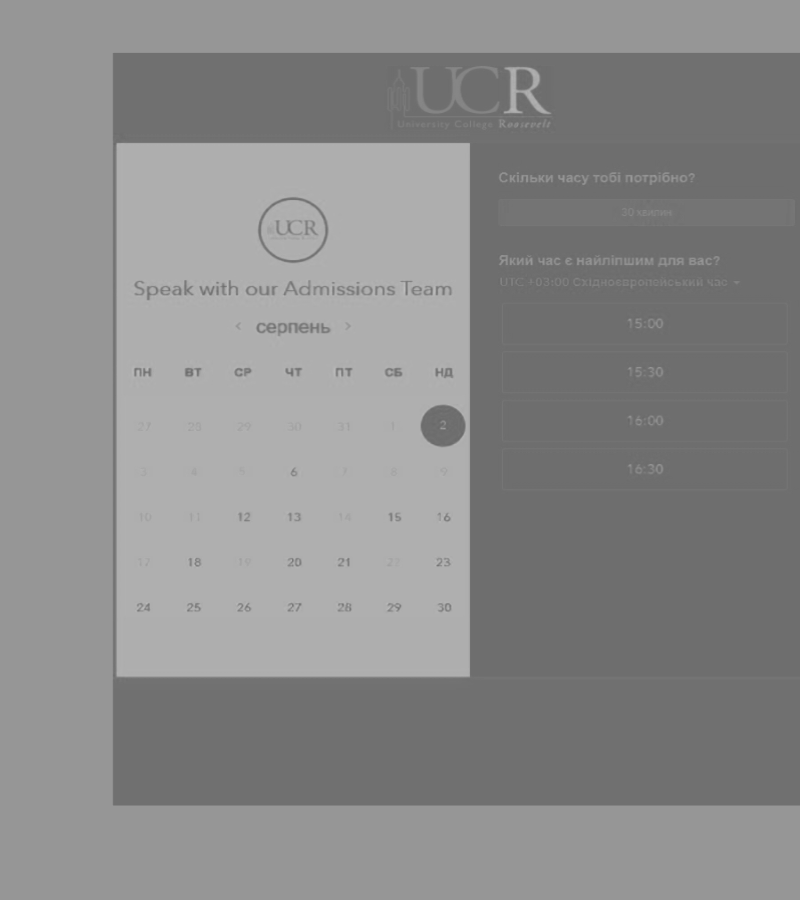 UCR
University College Roosevelt
UCR
Speak with our Admissions Team
< серпень >
ПН ВТ СР ЧТ ПТ СБ НД
27 28 29 30 31 1 2
3 4 5 6 7 8 9
10 11 12 13 14 15 16
17 18 19 20 21 22 23
24 25 26 27 28 29 30
Скільки часу тобі потрібно?
30 хвилин
Який час є найліпшим для вас?
UTC +03:00 Східноєвропейський час
15:00
15:30
16:00
16:30